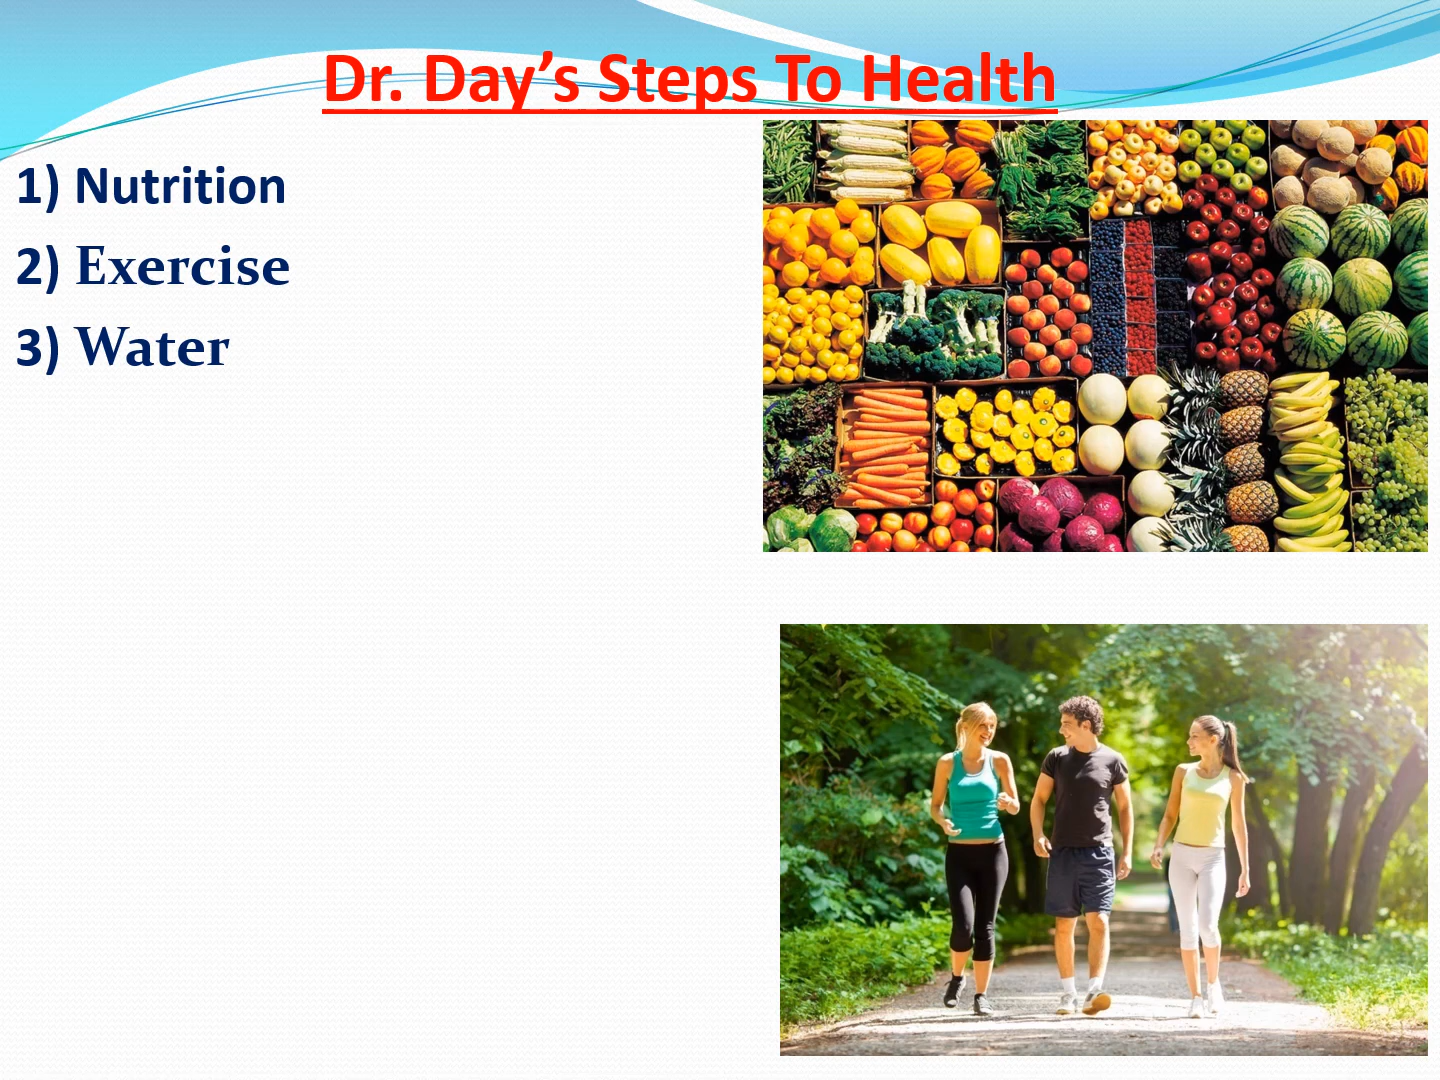 Dr. Day’s Steps To Health
1) Nutrition
2) Exercise
3) Water